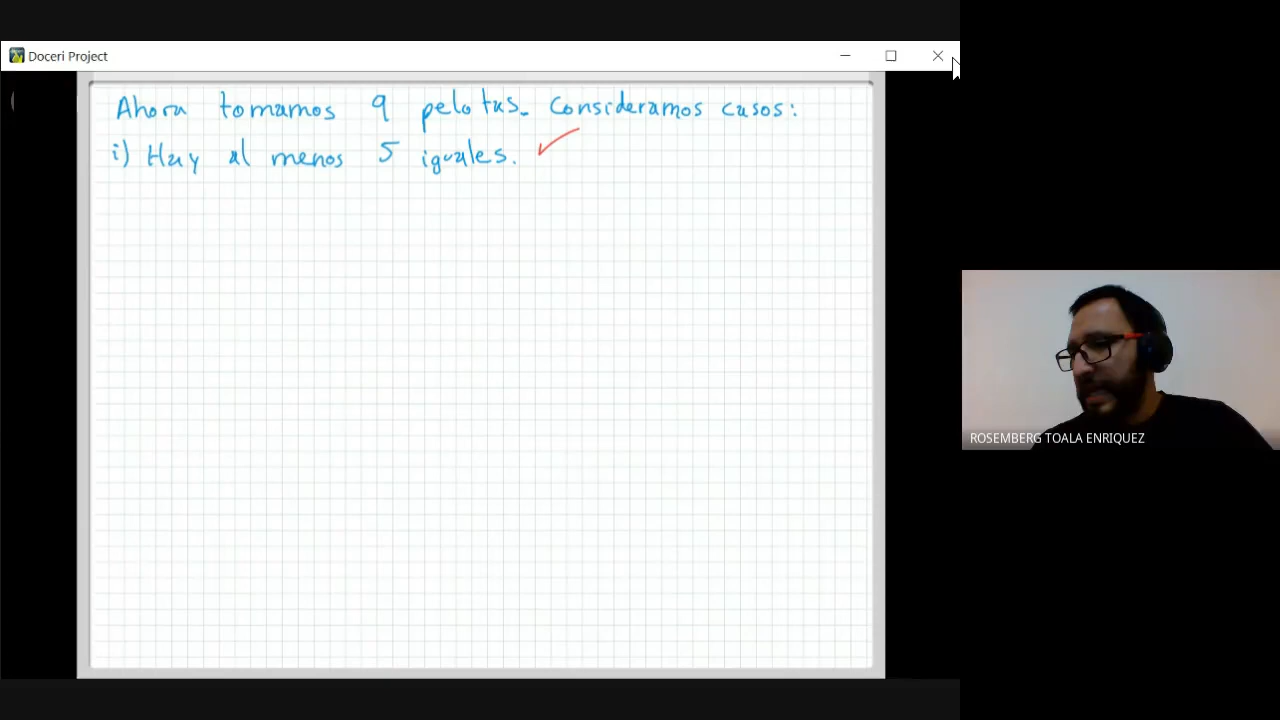 Doceri Project
Ahora tomamos 9 pelotas. Consideramos casos:
i) Hay al menos 5 iguales.
ROSEMBERG TOALA ENRIQUEZ